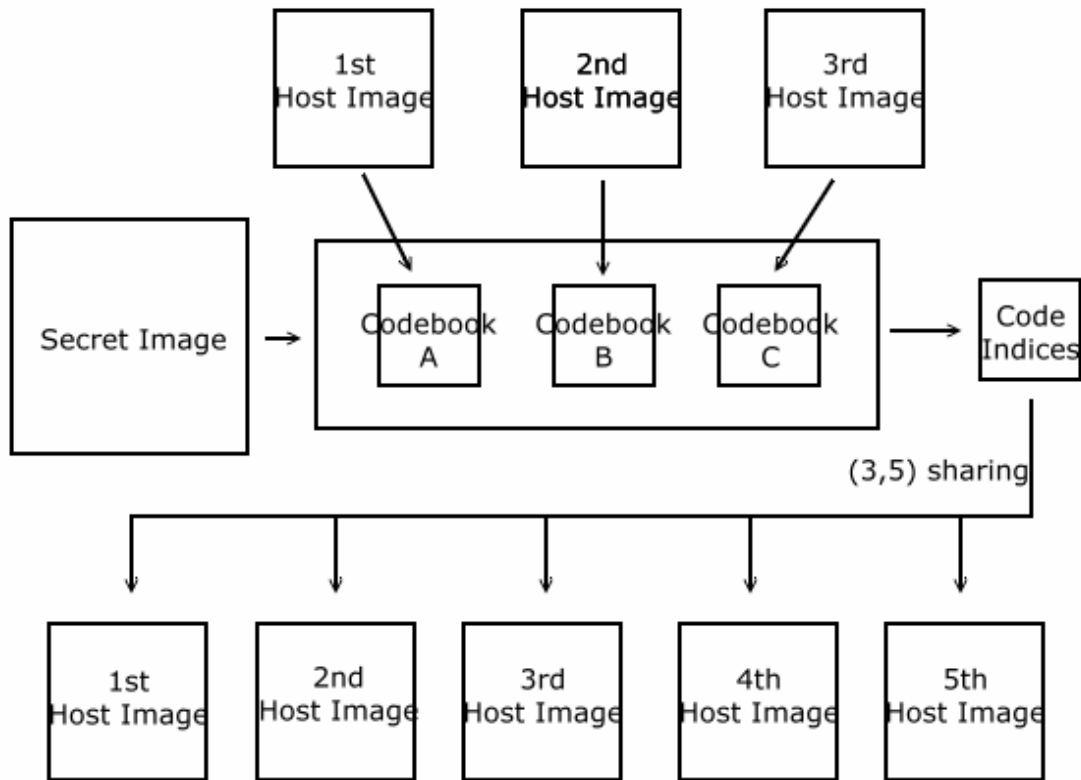 1st
Host Image
2nd
Host Image
3rd
Host Image
Secret Image
Codebook
A
Codebook
B
Codebook
C
Code
Indices
(3,5) sharing
1st
Host Image
2nd
Host Image
3rd
Host Image
4th
Host Image
5th
Host Image